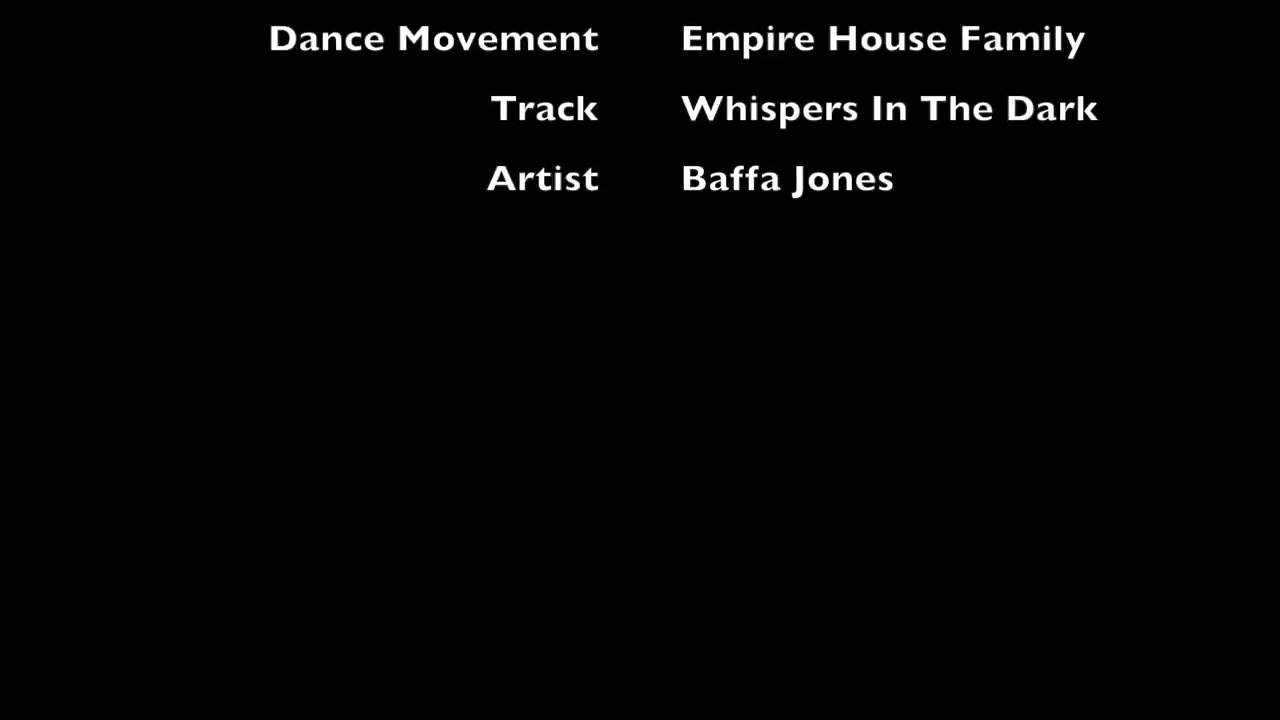 Dance Movement Empire House Family
Track Whispers In The Dark
Artist Baffa Jones